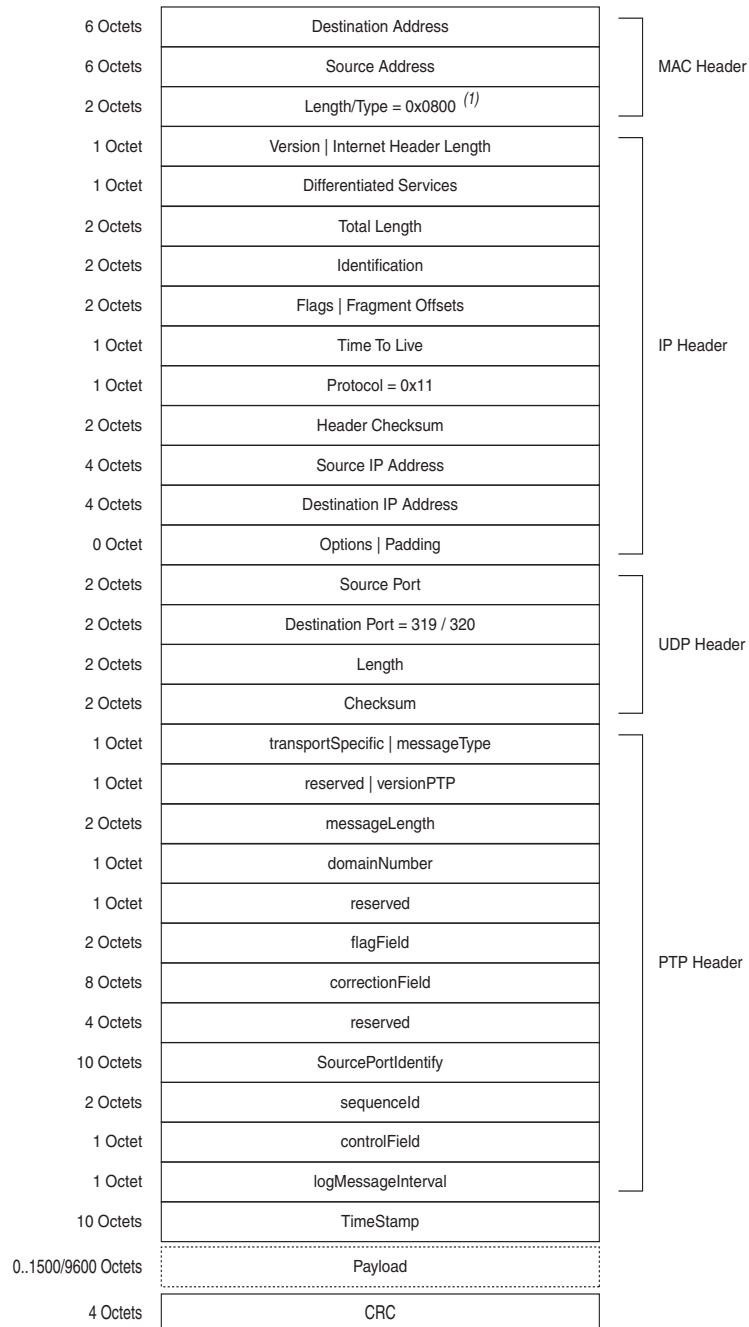 6 Octets Destination Address
6 Octets Source Address MAC Header
2 Octets Length/Type = 0x0800 (1)
1 Octet Version | Internet Header Length
1 Octet Differentiated Services
2 Octets Total Length
2 Octets Identification
2 Octets Flags | Fragment Offsets
1 Octet Time To Live IP Header
1 Octet Protocol = 0x11
2 Octets Header Checksum
4 Octets Source IP Address
4 Octets Destination IP Address
0 Octet Options | Padding
2 Octets Source Port
2 Octets Destination Port = 319 / 320
UDP Header
2 Octets Length
2 Octets Checksum
1 Octet transportSpecific | messageType
1 Octet reserved | versionPTP
2 Octets messageLength
1 Octet domainNumber
1 Octet reserved
2 Octets flagField
PTP Header
8 Octets correctionField
4 Octets reserved
10 Octets SourcePortIdentify
2 Octets sequenceId
1 Octet controlField
1 Octet logMessageInterval
10 Octets TimeStamp
0..1500/9600 Octets Payload
4 Octets CRC